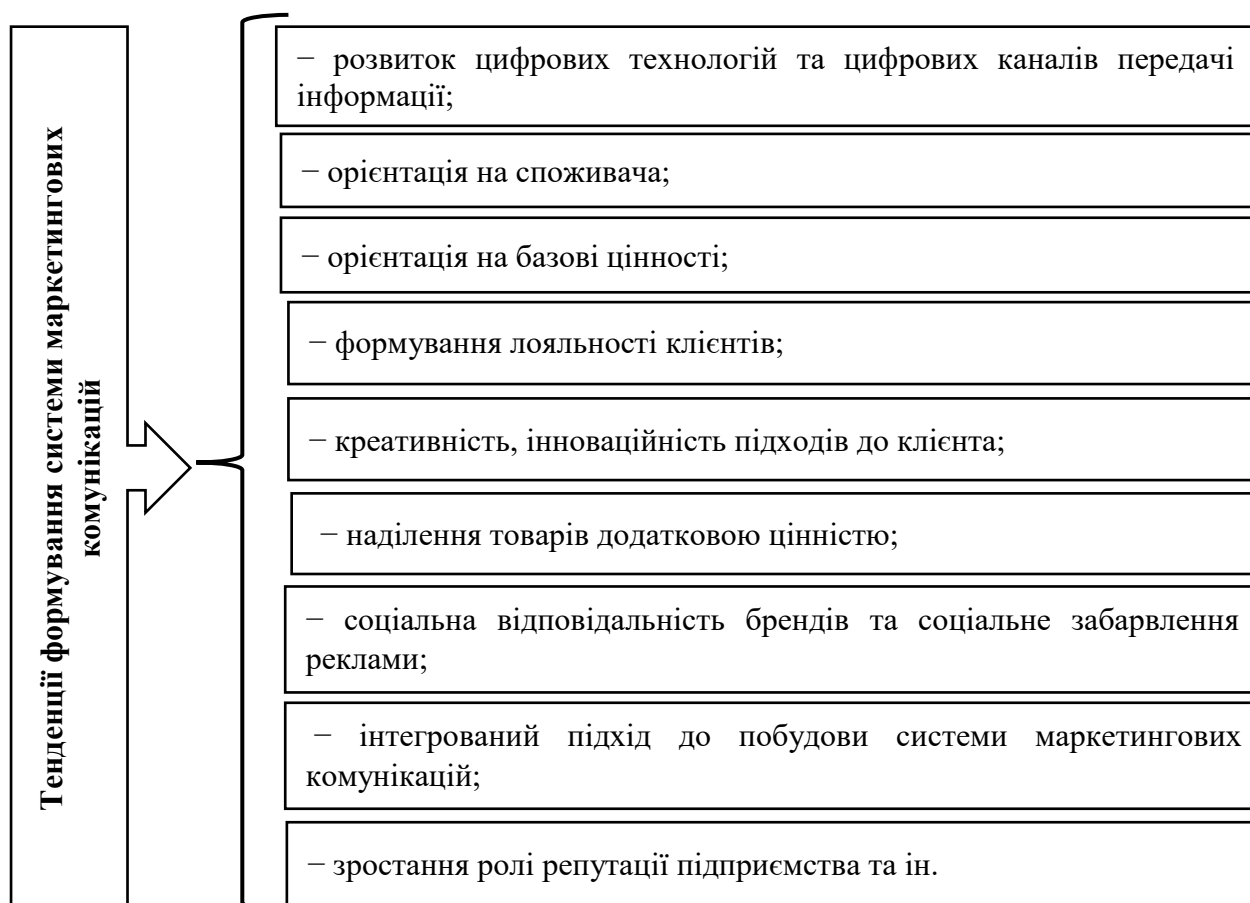 Тенденції формування системи маркетингових
комунікацій
− розвиток цифрових технологій та цифрових каналів передачі
інформації;
− орієнтація на споживача;
− орієнтація на базові цінності;
− формування лояльності клієнтів;
− креативність, інноваційність підходів до клієнта;
− наділення товарів додатковою цінністю;
− соціальна відповідальність брендів та соціальне забарвлення
реклами;
− інтегрований підхід до побудови системи маркетингових
комунікацій;
− зростання ролі репутації підприємства та ін.